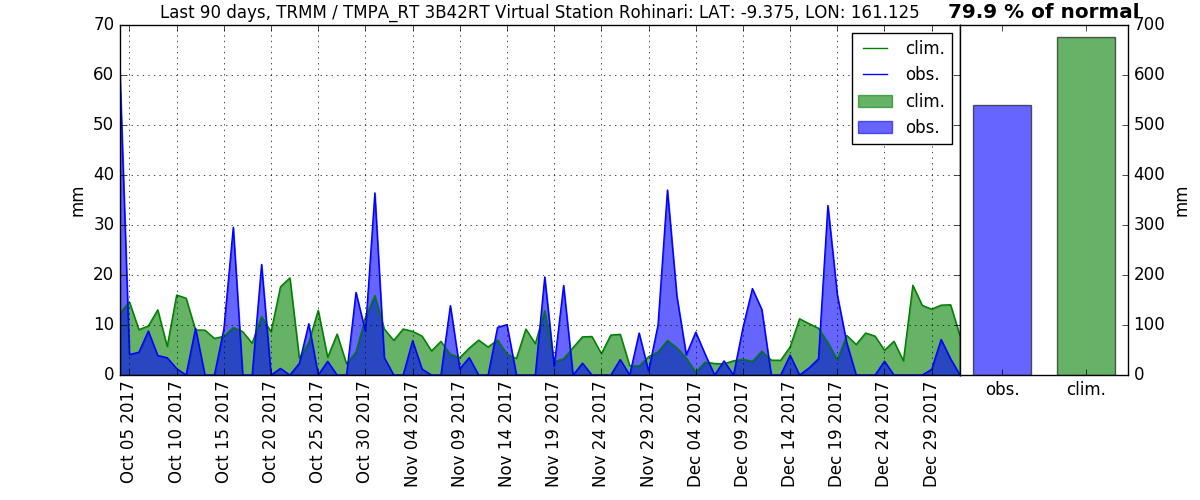 Last 90 days, TRMM / TMPA_RT 3B42RT Virtual Station Rohinari: LAT: -9.375, LON: 161.125
79.9 % of normal
70
60
50
40
30
20
10
0
mm
clim.
obs.
clim.
obs.
Oct 05 2017
Oct 10 2017
Oct 15 2017
Oct 20 2017
Oct 25 2017
Oct 30 2017
Nov 04 2017
Nov 09 2017
Nov 14 2017
Nov 19 2017
Nov 24 2017
Nov 29 2017
Dec 04 2017
Dec 09 2017
Dec 14 2017
Dec 19 2017
Dec 24 2017
Dec 29 2017
700
600
500
400
300
200
100
0
mm
obs.
clim.